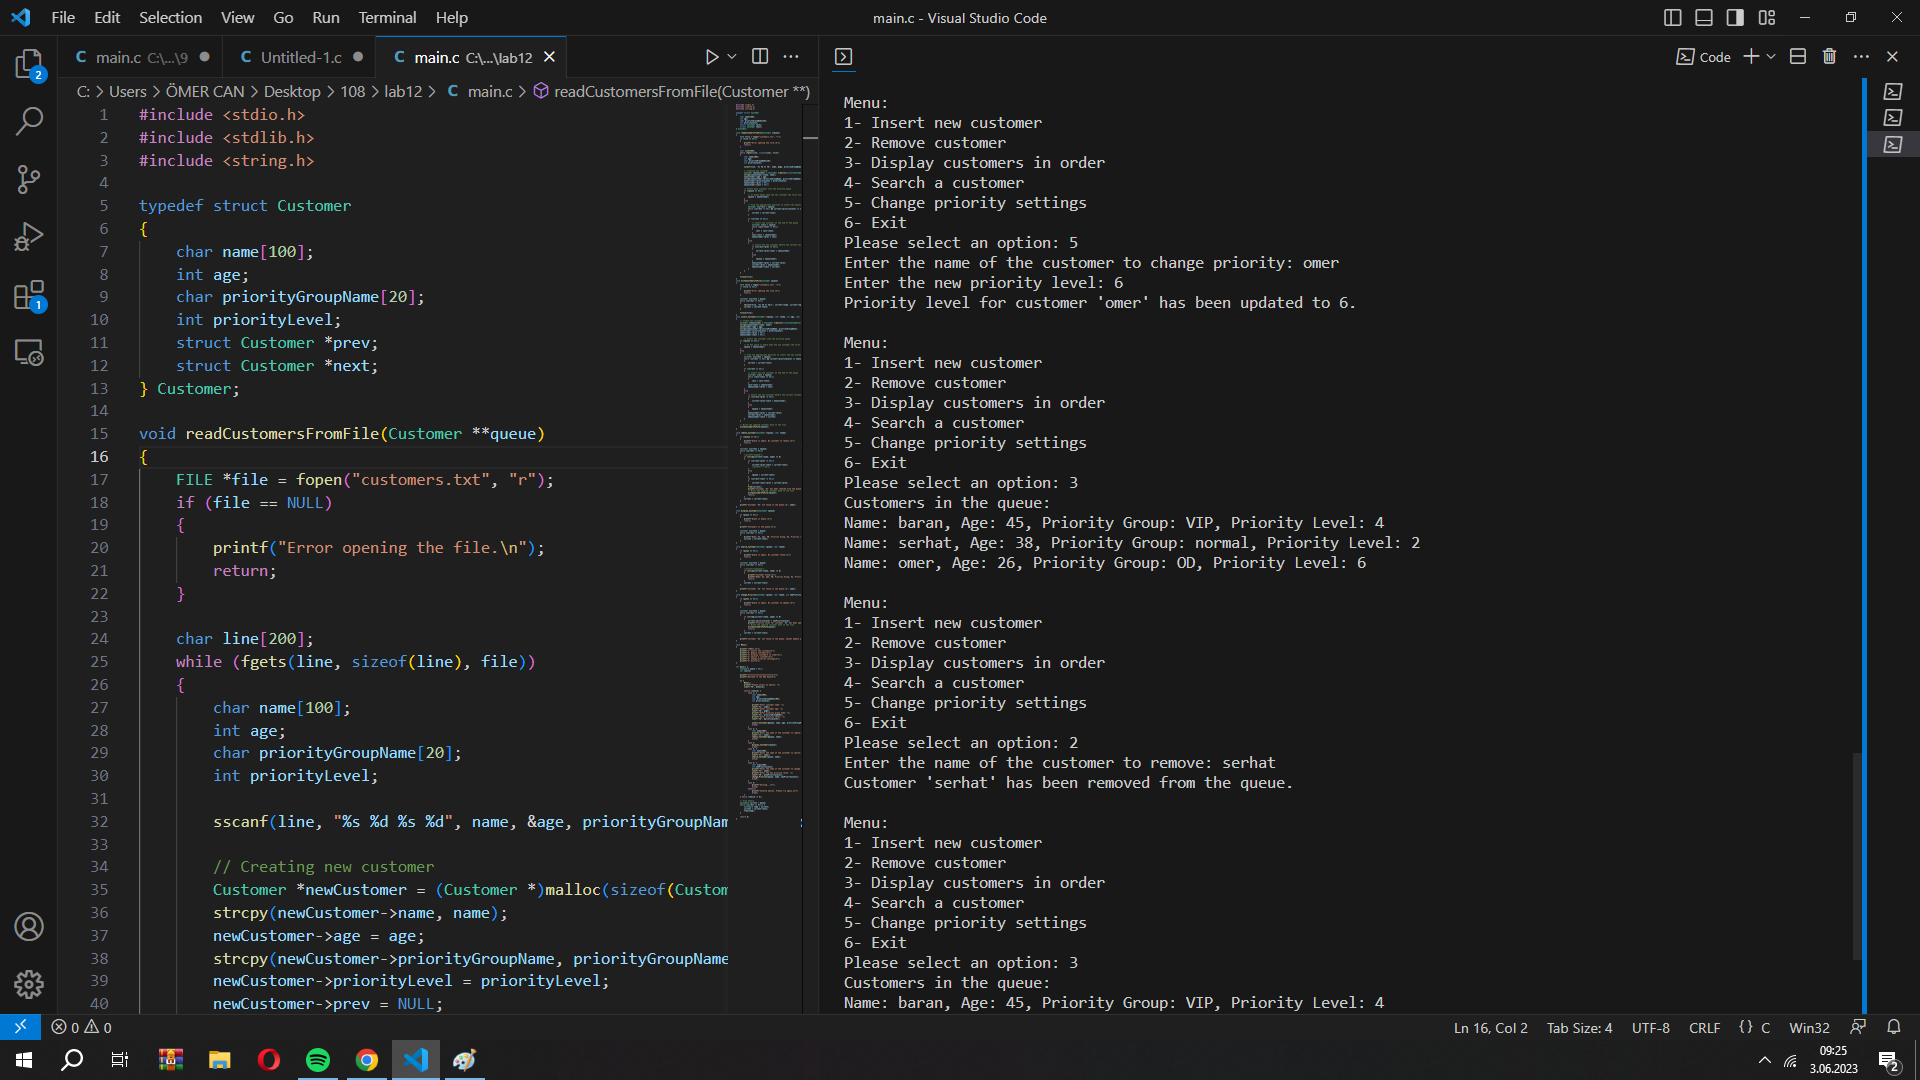 File Edit Selection View Go Run Terminal Help
main.c - Visual Studio Code
main.c C:\...\9
Untitled-1.c
main.c C:\...\lab12
Code
C: > Users > ÖMER CAN > Desktop > 108 > lab12 > C main.c > readCustomersFromFile(Customer **)
1 #include <stdio.h>
2 #include <stdlib.h>
3 #include <string.h>
4
5 typedef struct Customer
6 {
7 char name[100];
8 int age;
9 char priorityGroupName[20];
10 int priorityLevel;
11 struct Customer *prev;
12 struct Customer *next;
13 } Customer;
14
15 void readCustomersFromFile(Customer **queue)
16 {
17 FILE *file = fopen("customers.txt", "r");
18 if (file == NULL)
19 {
20 printf("Error opening the file.\n");
21 return;
22 }
23
24 char line[200];
25 while (fgets(line, sizeof(line), file))
26 {
27 char name[100];
28 int age;
29 char priorityGroupName[20];
30 int priorityLevel;
31
32 sscanf(line, "%s %d %s %d", name, &age, priorityGroupNam
33
34 // Creating new customer
35 Customer *newCustomer = (Customer *)malloc(sizeof(Custom
36 strcpy(newCustomer->name, name);
37 newCustomer->age = age;
38 strcpy(newCustomer->priorityGroupName, priorityGroupName
39 newCustomer->priorityLevel = priorityLevel;
40 newCustomer->prev = NULL;
Menu:
1- Insert new customer
2- Remove customer
3- Display customers in order
4- Search a customer
5- Change priority settings
6- Exit
Please select an option: 5
Enter the name of the customer to change priority: omer
Enter the new priority level: 6
Priority level for customer 'omer' has been updated to 6.
Menu:
1- Insert new customer
2- Remove customer
3- Display customers in order
4- Search a customer
5- Change priority settings
6- Exit
Please select an option: 3
Customers in the queue:
Name: baran, Age: 45, Priority Group: VIP, Priority Level: 4
Name: serhat, Age: 38, Priority Group: normal, Priority Level: 2
Name: omer, Age: 26, Priority Group: OD, Priority Level: 6
Menu:
1- Insert new customer
2- Remove customer
3- Display customers in order
4- Search a customer
5- Change priority settings
6- Exit
Please select an option: 2
Enter the name of the customer to remove: serhat
Customer 'serhat' has been removed from the queue.
Menu:
1- Insert new customer
2- Remove customer
3- Display customers in order
4- Search a customer
5- Change priority settings
6- Exit
Please select an option: 3
Customers in the queue:
Name: baran, Age: 45, Priority Group: VIP, Priority Level: 4
0 0
Ln 16, Col 2 Tab Size: 4 UTF-8 CRLF {} C Win32
09:25
3.06.2023
2